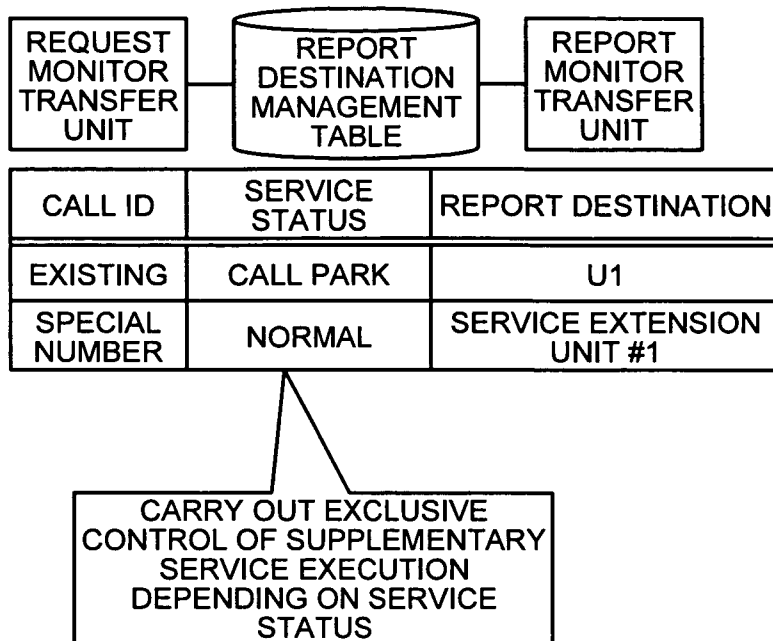 REQUEST
MONITOR
TRANSFER
UNIT
REPORT
DESTINATION
MANAGEMENT
TABLE
REPORT
MONITOR
TRANSFER
UNIT
CALL ID
SERVICE
STATUS
REPORT DESTINATION
EXISTING
CALL PARK
U1
SPECIAL
NUMBER
NORMAL
SERVICE EXTENSION
UNIT #1
CARRY OUT EXCLUSIVE
CONTROL OF SUPPLEMENTARY
SERVICE EXECUTION
DEPENDING ON SERVICE
STATUS